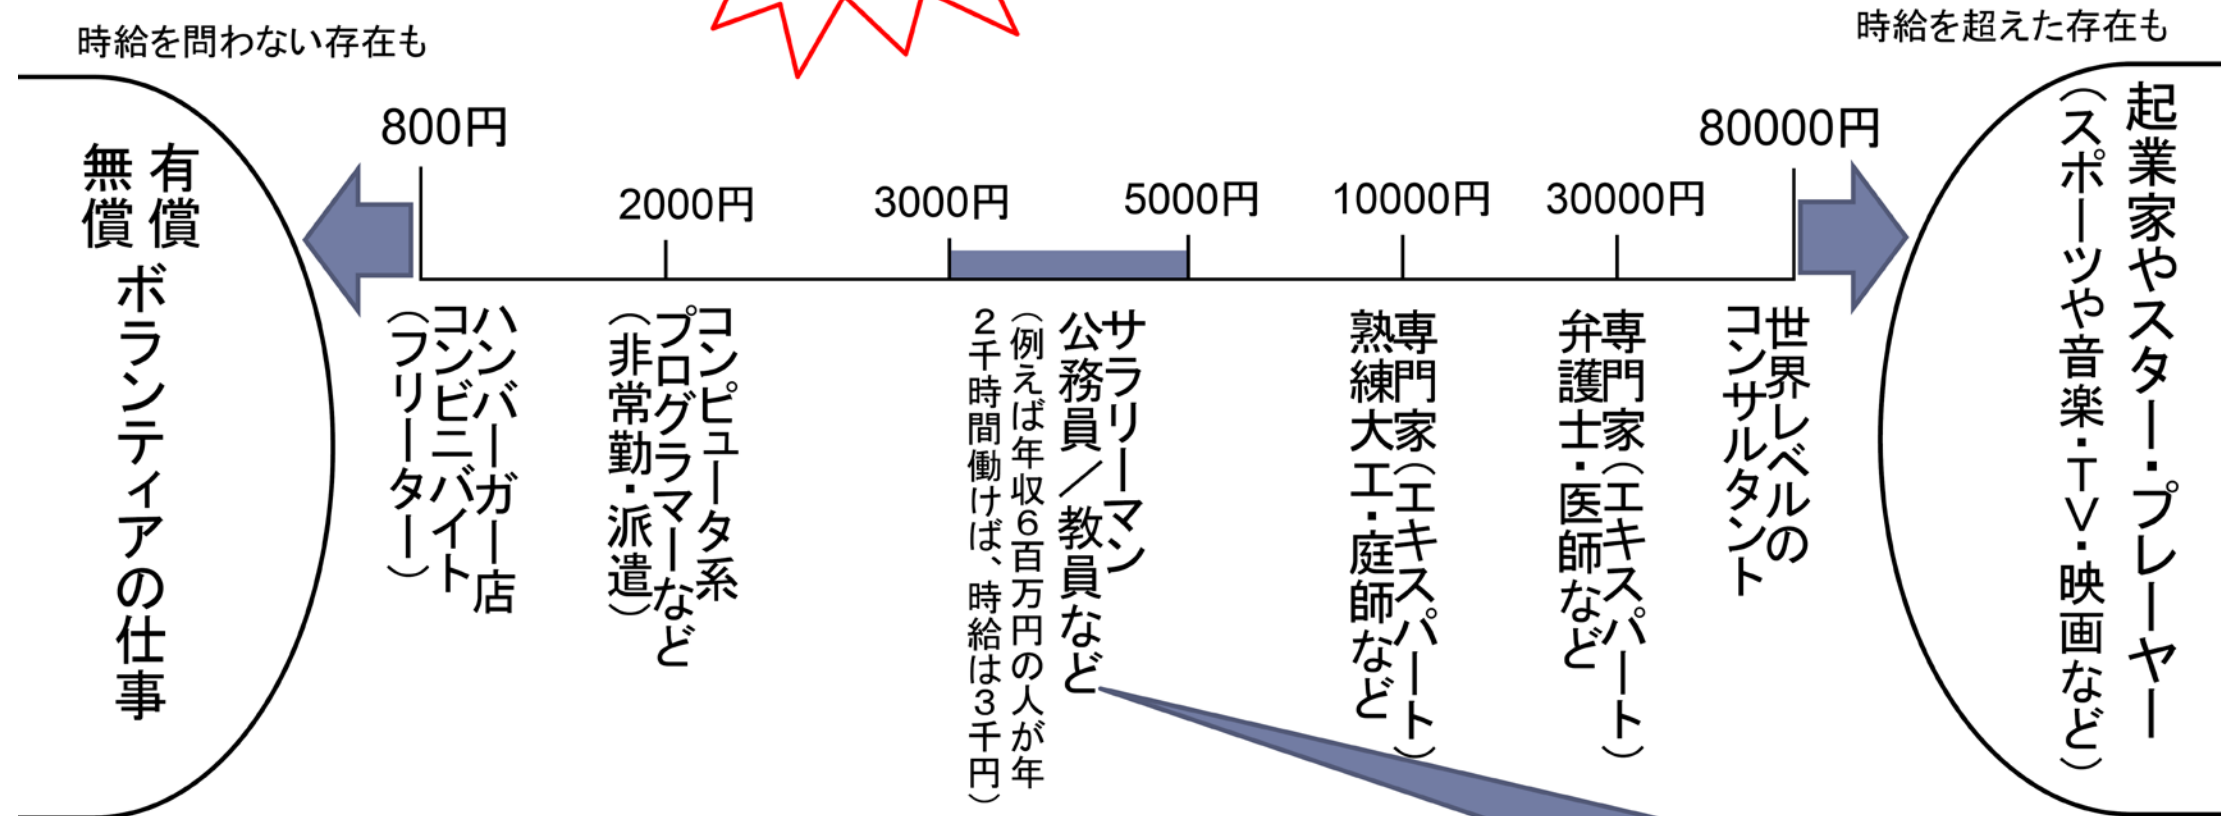 時給を問わない存在も
時給を超えた存在も
有償
無償
ボランティアの仕事
800円
2000円
3000円
5000円
10000円
30000円
80000円
ハンバーガー店
コンビニバイト
（フリーター）
コンピュータ系
プログラマーなど
（非常勤・派遣）
サラリーマン
公務員／教員など
（例えば年収６百万円の人が年
２千時間働けば、時給は３千円）
専門家（エキスパート）
熟練大工・庭師など
専門家（エキスパート）
弁護士・医師など
世界レベルの
コンサルタント
起業家やスター・プレーヤー
（スポーツや音楽・ＴＶ・映画など）